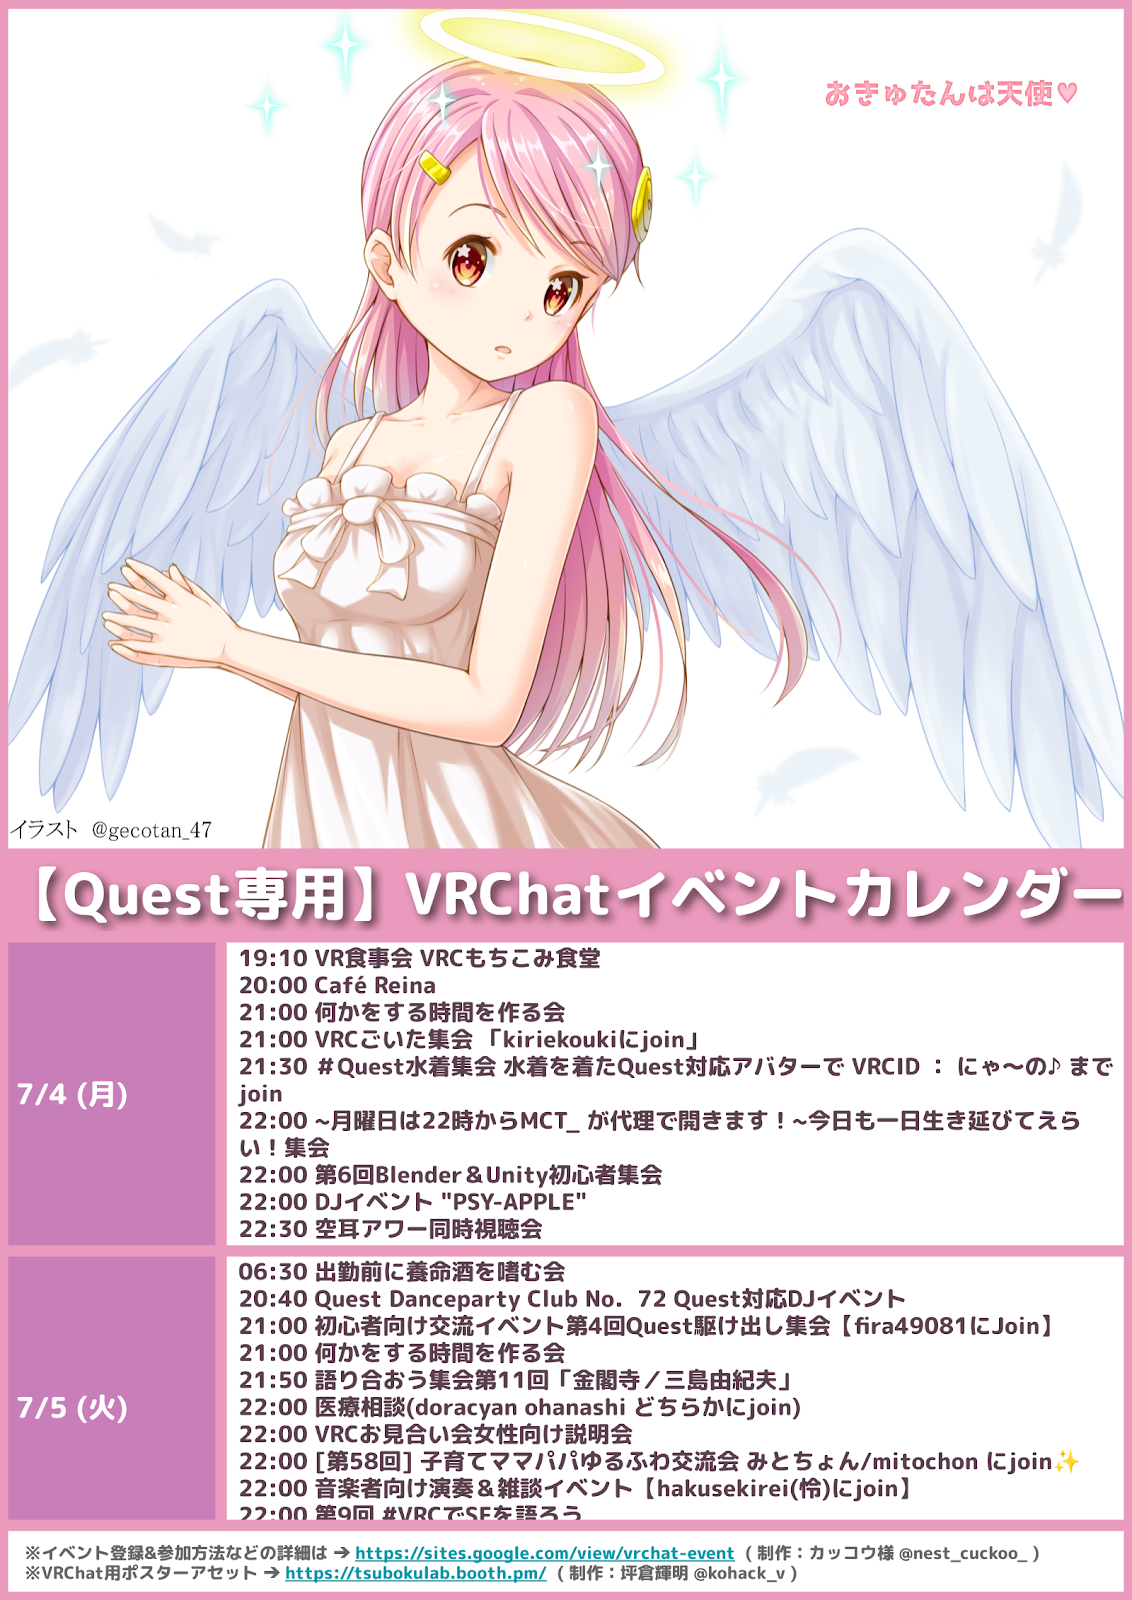 おきゅたんは天使♥
イラスト @gecotan_47
【Quest専用】VRChatイベントカレンダー
7/4 (月)
19:10 VR食事会 VRCもちこみ食堂
20:00 Café Reina
21:00 何かをする時間を作る会
21:00 VRCごいた集会 「kiriekoukiにjoin」
21:30 ＃Quest水着集会 水着を着たQuest対応アバターで VRCID ： にゃ～の♪ まで
join
22:00 ~月曜日は22時からMCT_ が代理で開きます！~今日も一日生き延びてえら
い！集会
22:00 第6回Blender＆Unity初心者集会
22:00 DJイベント "PSY-APPLE"
22:30 空耳アワー同時視聴会
7/5 (火)
06:30 出勤前に養命酒を嗜む会
20:40 Quest Danceparty Club No．72 Quest対応DJイベント
21:00 初心者向け交流イベント第4回Quest駆け出し集会【fira49081にJoin】
21:00 何かをする時間を作る会
21:50 語り合おう集会第11回「金閣寺／三島由紀夫」
22:00 医療相談(doracyan ohanashi どちらかにjoin)
22:00 VRCお見合い会女性向け説明会
22:00 [第58回] 子育てママパパゆるふわ交流会 みとちょん/mitochon にjoin✨
22:00 音楽者向け演奏＆雑談イベント【hakusekirei(怜)にjoin】
22:00 第9回 #VRCでSFを語ろう
※イベント登録&参加方法などの詳細は ➔ https://sites.google.com/view/vrchat-event ( 制作：カッコウ様 @nest_cuckoo_ )
※VRChat用ポスターアセット ➔ https://tsubokulab.booth.pm/ ( 制作：坪倉輝明 @kohack_v )